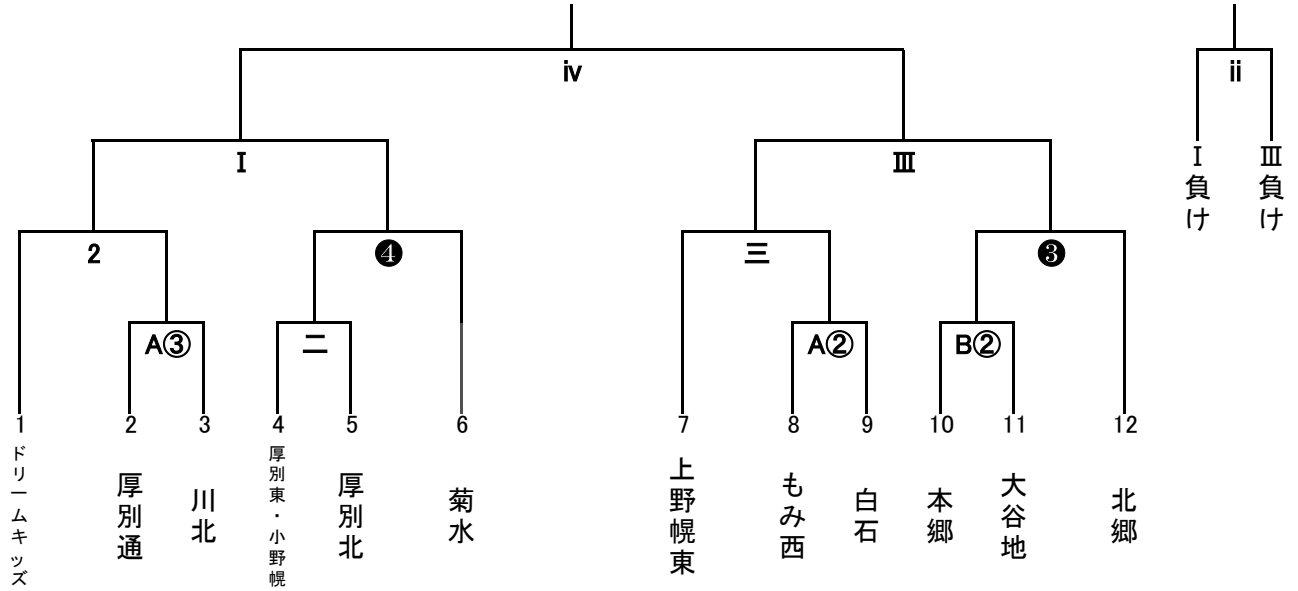 iv
ii
Ⅰ
Ⅲ
Ⅰ負け
Ⅲ負け
2
❹
三
❸
A③
二
A②
B②
1
2
3
4
5
6
7
8
9
10
11
12
ドリームキッズ
厚別通
川北
厚別東・小野幌
厚別北
菊水
上野幌東
もみ西
白石
本郷
大谷地
北郷